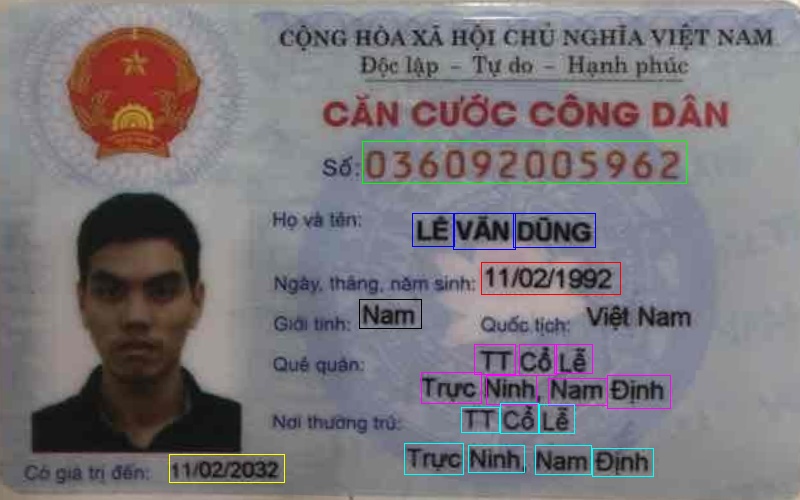 CỘNG HÒA XÃ HỘI CHỦ NGHĨA VIỆT NAM
Độc lập - Tự do - Hạnh phúc
CĂN CƯỚC CÔNG DÂN
Số: 036092005962
Họ và tên: LÊ VĂN DŨNG
Ngày, tháng, năm sinh: 11/02/1992
Giới tính: Nam Quốc tịch: Việt Nam
Quê quán: TT Cổ Lễ
Trực Ninh, Nam Định
Nơi thường trú: TT Cổ Lễ
Trực Ninh, Nam Định
Có giá trị đến: 11/02/2032